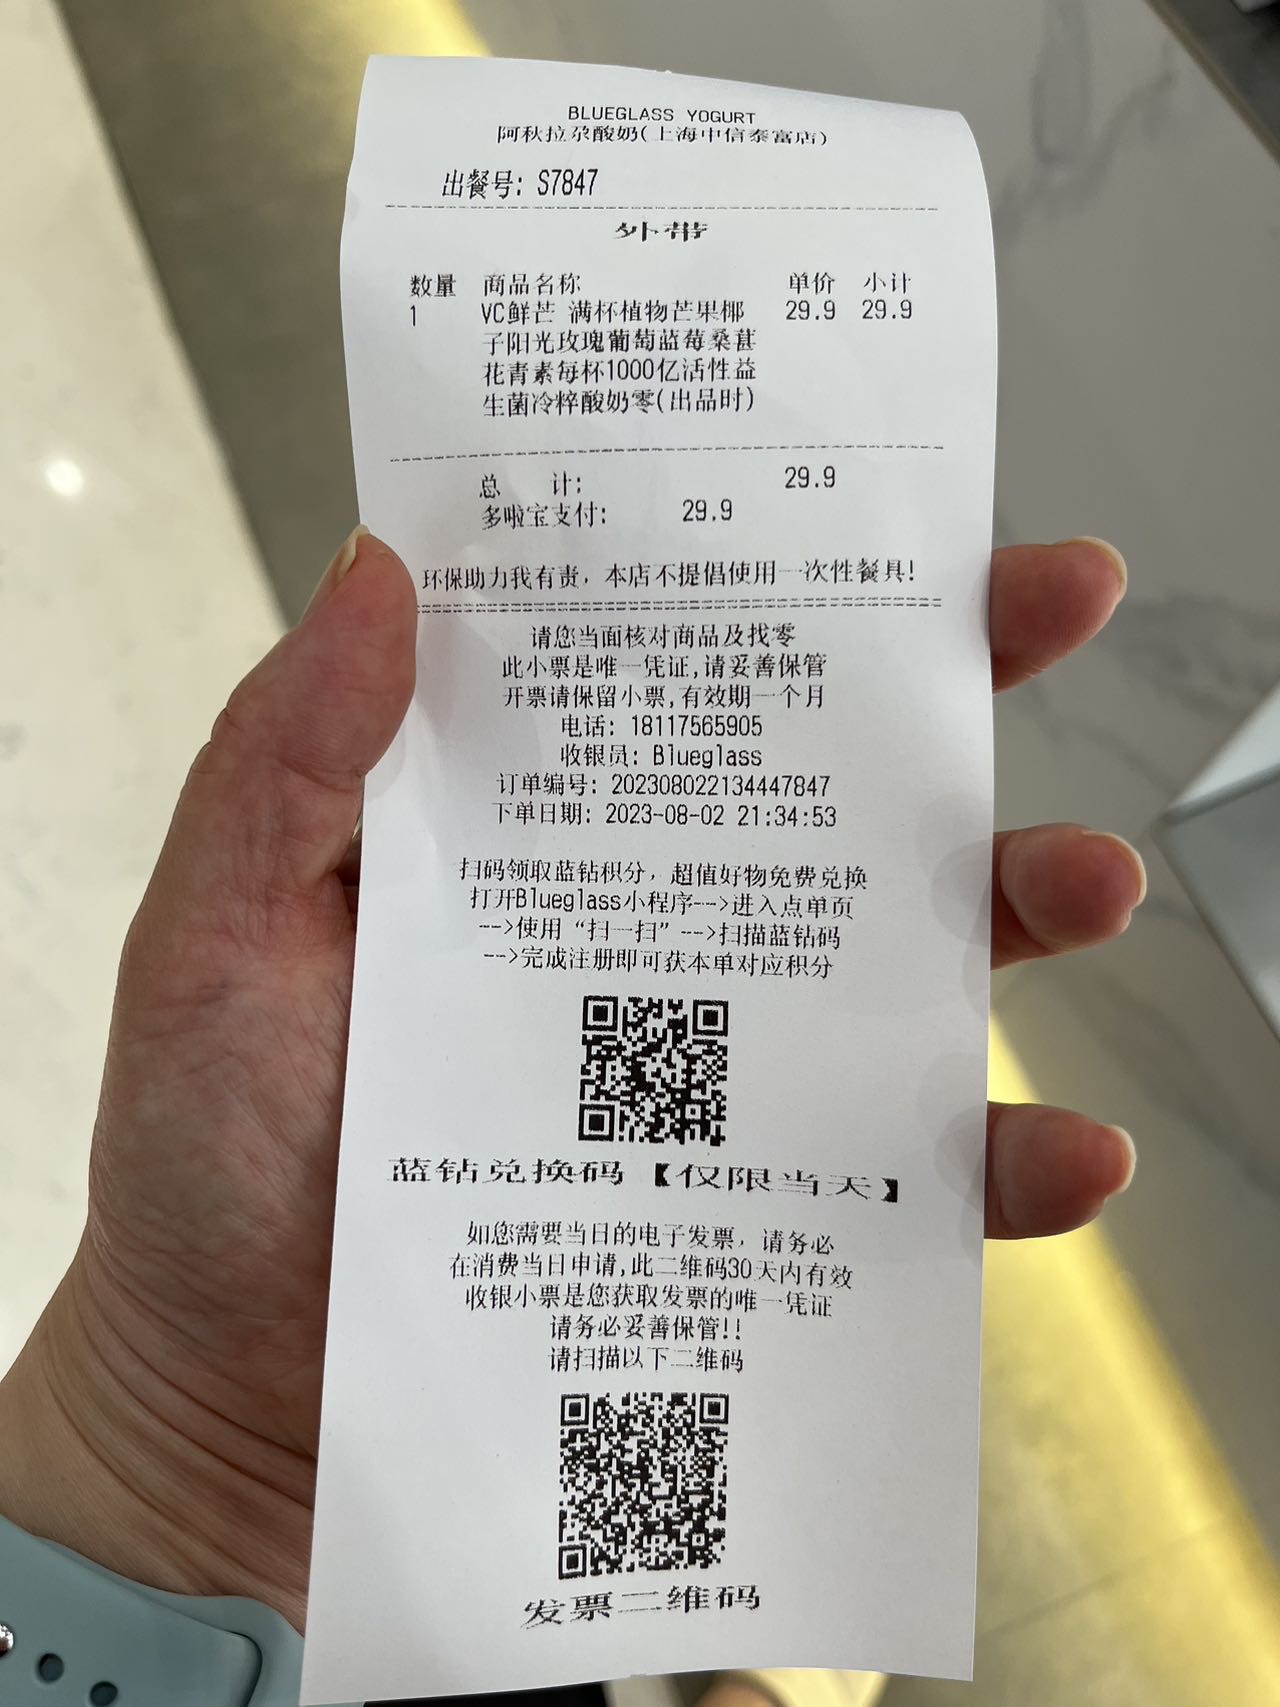 BLUEGLASS YOGURT
阿秋拉尕酸奶(上海中信泰富店)
出餐号: S7847
外带
数量 商品名称 单价 小计
1 VC鲜芒 满杯植物芒果椰 29.9 29.9
子阳光玫瑰葡萄蓝莓桑葚
花青素每杯1000亿活性益
生菌冷粹酸奶零(出品时)
总 计: 29.9
多啦宝支付: 29.9
环保助力我有责，本店不提倡使用一次性餐具!
请您当面核对商品及找零
此小票是唯一凭证,请妥善保管
开票请保留小票,有效期一个月
电话: 18117565905
收银员: Blueglass
订单编号: 202308022134447847
下单日期: 2023-08-02 21:34:53
扫码领取蓝钻积分，超值好物免费兑换
打开Blueglass小程序-->进入点单页
-->使用“扫一扫”-->扫描蓝钻码
-->完成注册即可获本单对应积分
蓝钻兑换码【仅限当天】
如您需要当日的电子发票，请务必
在消费当日申请,此二维码30天内有效
收银小票是您获取发票的唯一凭证
请务必妥善保管!!
请扫描以下二维码
发票二维码